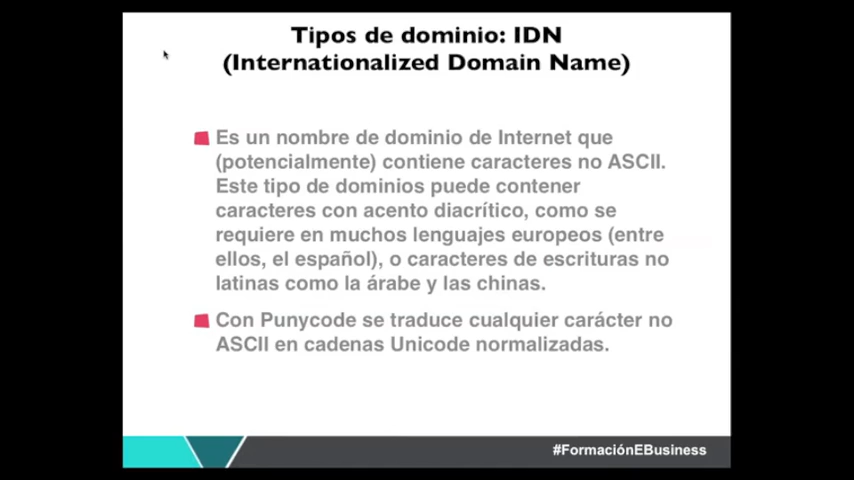 Tipos de dominio: IDN
(Internationalized Domain Name)
Es un nombre de dominio de Internet que
(potencialmente) contiene caracteres no ASCII.
Este tipo de dominios puede contener
caracteres con acento diacrítico, como se
requiere en muchos lenguajes europeos (entre
ellos, el español), o caracteres de escrituras no
latinas como la árabe y las chinas.
Con Punycode se traduce cualquier carácter no
ASCII en cadenas Unicode normalizadas.
#FormaciónEBusiness